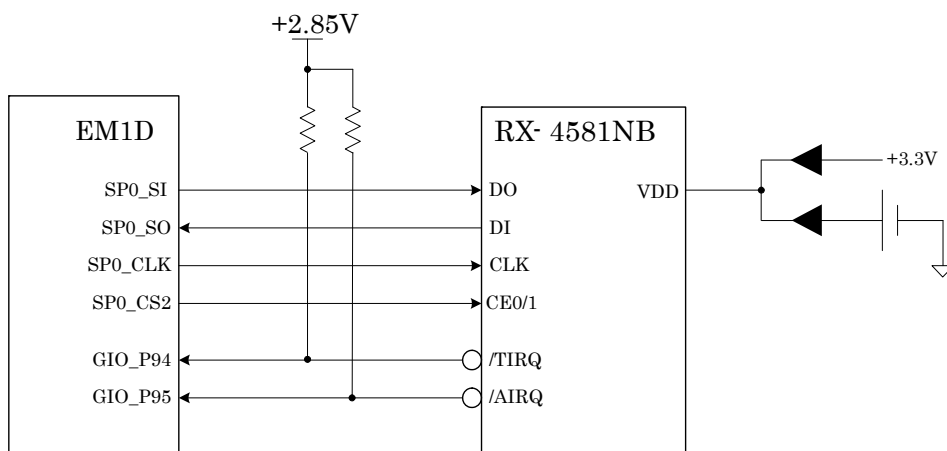 +2.85V
EM1D
RX- 4581NB
+3.3V
SP0_SI
DO
VDD
SP0_SO
DI
SP0_CLK
CLK
SP0_CS2
CE0/1
GIO_P94
/TIRQ
GIO_P95
/AIRQ